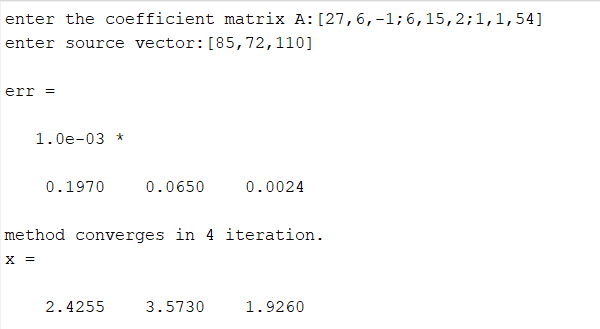 enter the coefficient matrix A:[27,6,-1;6,15,2;1,1,54]
enter source vector:[85,72,110]
err =
1.0e-03 *
0.1970 0.0650 0.0024
method converges in 4 iteration.
x =
2.4255 3.5730 1.9260